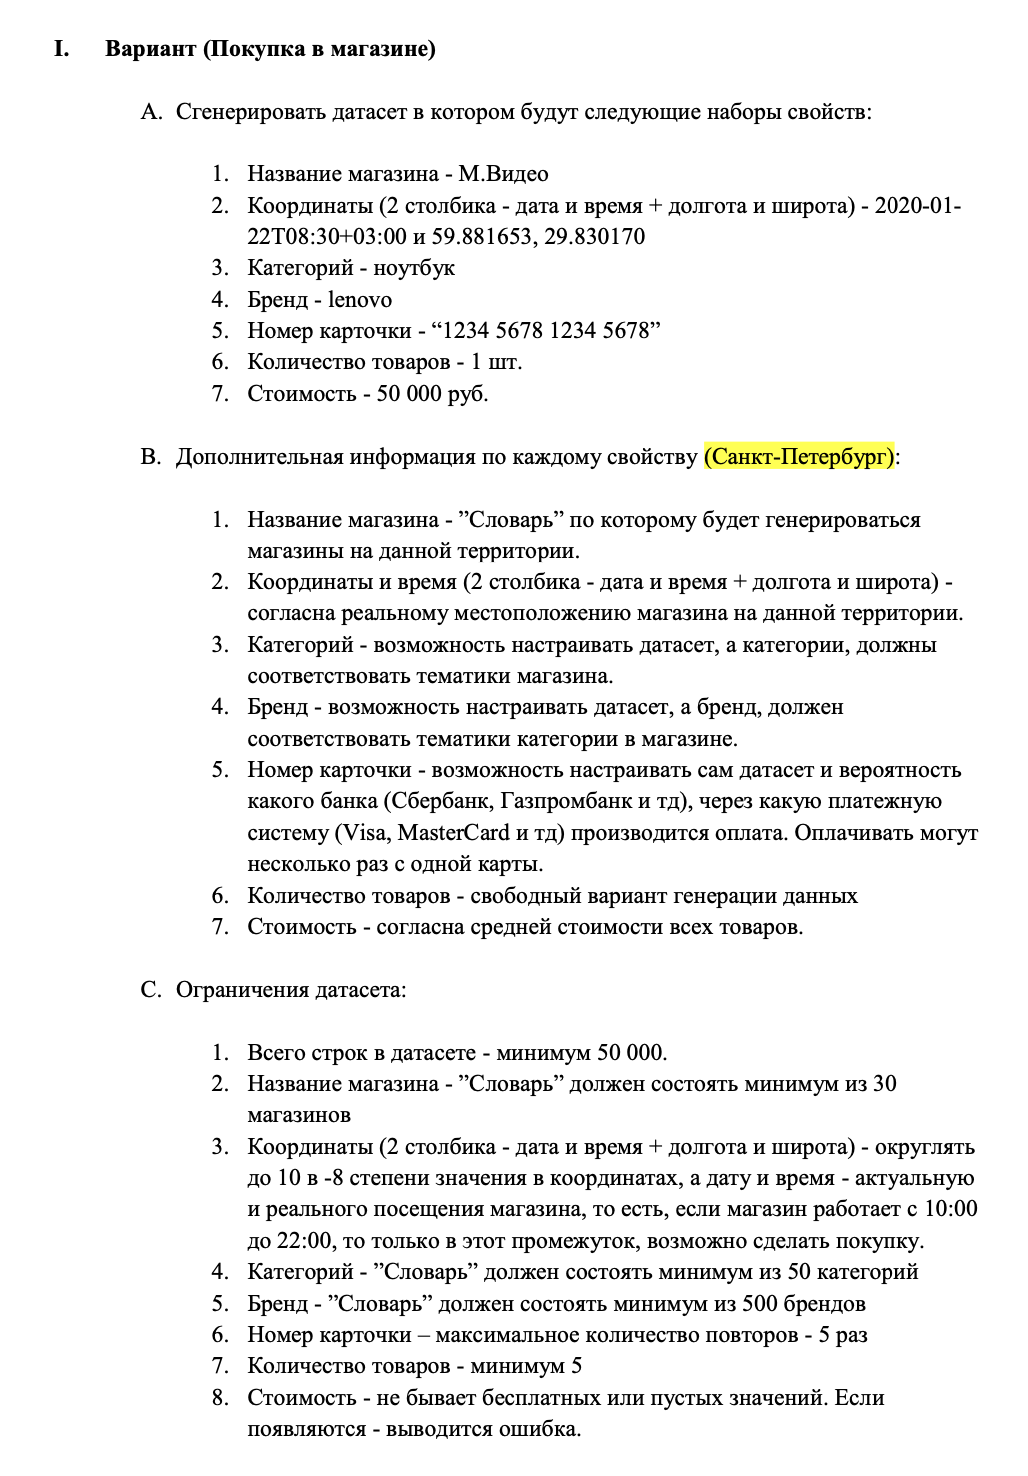 I. Вариант (Покупка в магазине)
A. Сгенерировать датасет в котором будут следующие наборы свойств:
1. Название магазина - М.Видео
2. Координаты (2 столбика - дата и время + долгота и широта) - 2020-01-
22T08:30+03:00 и 59.881653, 29.830170
3. Категорий - ноутбук
4. Бренд - lenovo
5. Номер карточки - “1234 5678 1234 5678”
6. Количество товаров - 1 шт.
7. Стоимость - 50 000 руб.
B. Дополнительная информация по каждому свойству (Санкт-Петербург):
1. Название магазина - ”Словарь” по которому будет генерироваться
магазины на данной территории.
2. Координаты и время (2 столбика - дата и время + долгота и широта) -
согласна реальному местоположению магазина на данной территории.
3. Категорий - возможность настраивать датасет, а категории, должны
соответствовать тематики магазина.
4. Бренд - возможность настраивать датасет, а бренд, должен
соответствовать тематики категории в магазине.
5. Номер карточки - возможность настраивать сам датасет и вероятность
какого банка (Сбербанк, Газпромбанк и тд), через какую платежную
систему (Visa, MasterCard и тд) производится оплата. Оплачивать могут
несколько раз с одной карты.
6. Количество товаров - свободный вариант генерации данных
7. Стоимость - согласна средней стоимости всех товаров.
C. Ограничения датасета:
1. Всего строк в датасете - минимум 50 000.
2. Название магазина - ”Словарь” должен состоять минимум из 30
магазинов
3. Координаты (2 столбика - дата и время + долгота и широта) - округлять
до 10 в -8 степени значения в координатах, а дату и время - актуальную
и реального посещения магазина, то есть, если магазин работает с 10:00
до 22:00, то только в этот промежуток, возможно сделать покупку.
4. Категорий - ”Словарь” должен состоять минимум из 50 категорий
5. Бренд - ”Словарь” должен состоять минимум из 500 брендов
6. Номер карточки – максимальное количество повторов - 5 раз
7. Количество товаров - минимум 5
8. Стоимость - не бывает бесплатных или пустых значений. Если
появляются - выводится ошибка.